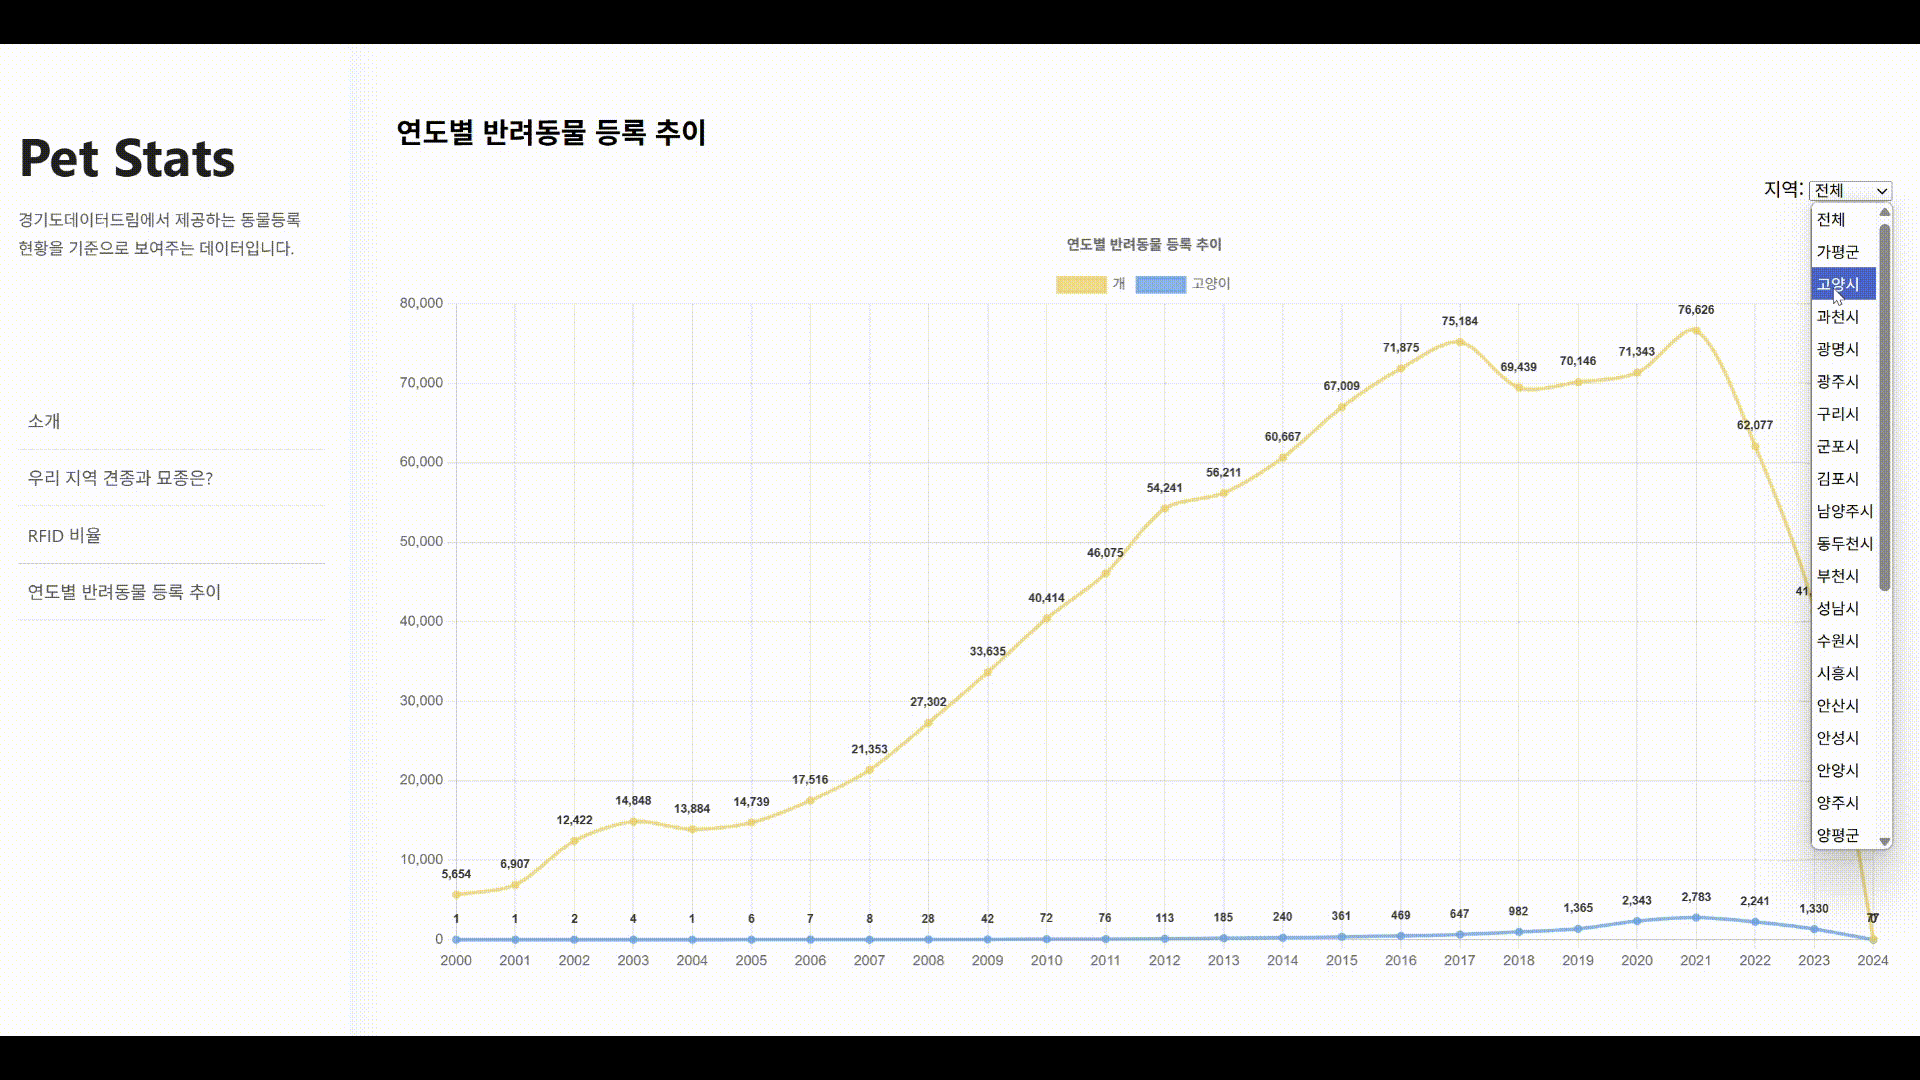 Pet Stats
경기도데이터드림에서 제공하는 동물등록
현황을 기준으로 보여주는 데이터입니다.
소개
우리 지역 견종과 묘종은?
RFID 비율
연도별 반려동물 등록 추이
연도별 반려동물 등록 추이
지역: 전체
전체
가평군
고양시
과천시
광명시
광주시
구리시
군포시
김포시
남양주시
동두천시
부천시
성남시
수원시
시흥시
안산시
안성시
안양시
양주시
양평군
연도별 반려동물 등록 추이
개 고양이
80,000
70,000
60,000
50,000
40,000
30,000
20,000
10,000
0
5,654 6,907 12,422 14,848 13,884 14,739 17,516 21,353 27,302 33,635 40,414 46,075 54,241 56,211 60,667 67,009 71,875 75,184 69,439 70,146 71,343 76,626 62,077
1 1 2 4 1 6 7 8 28 42 72 76 113 185 240 361 469 647 982 1,365 2,343 2,783 2,241 1,330
2000 2001 2002 2003 2004 2005 2006 2007 2008 2009 2010 2011 2012 2013 2014 2015 2016 2017 2018 2019 2020 2021 2022 2023 2024